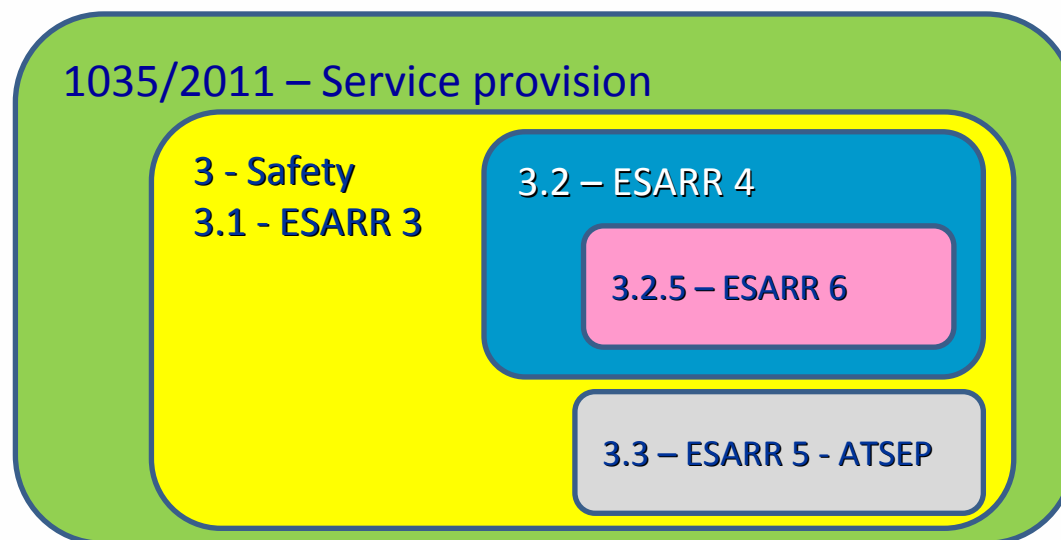 1035/2011 – Service provision
3 - Safety
3.1 - ESARR 3
3.2 – ESARR 4
3.2.5 – ESARR 6
3.3 – ESARR 5 - ATSEP